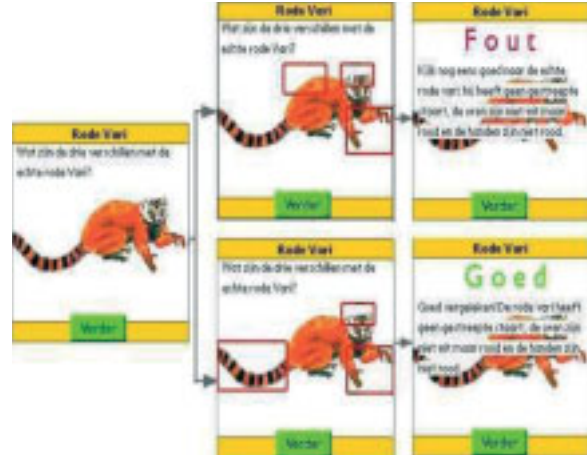 Rode Vari
Wat zijn de drie verschillen met de
echte rode Vari?
Verder
Rode Vari
Wat zijn de drie verschillen met de
echte rode Vari?
Verder
Rode Vari
Fout
Kijk nog eens goed naar de echte
rode vari: hij heeft geen gestreepte
staart, de oren zijn niet wit maar
rood en de handen zijn niet rood.
Verder
Rode Vari
Wat zijn de drie verschillen met de
echte rode Vari?
Verder
Rode Vari
Goed
Goed vergeleken! De rode vari heeft
geen gestreepte staart, de oren zijn
niet wit maar rood en de handen zijn
niet rood.
Verder